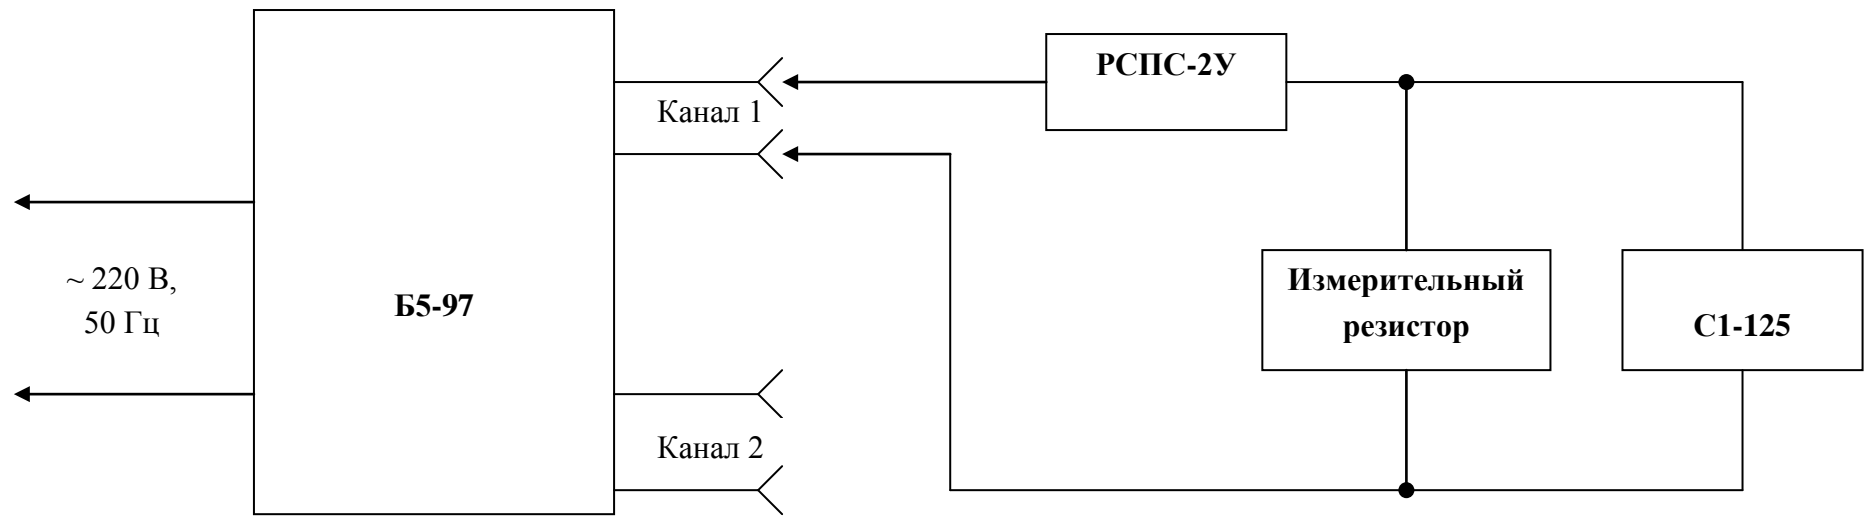 РСПС-2У
Канал 1
~ 220 В,
50 Гц
Б5-97
Измерительный
резистор
С1-125
Канал 2